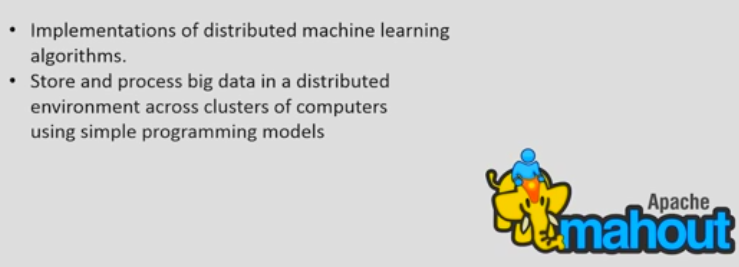 • Implementations of distributed machine learning
algorithms.
• Store and process big data in a distributed
environment across clusters of computers
using simple programming models
Apache
mahout